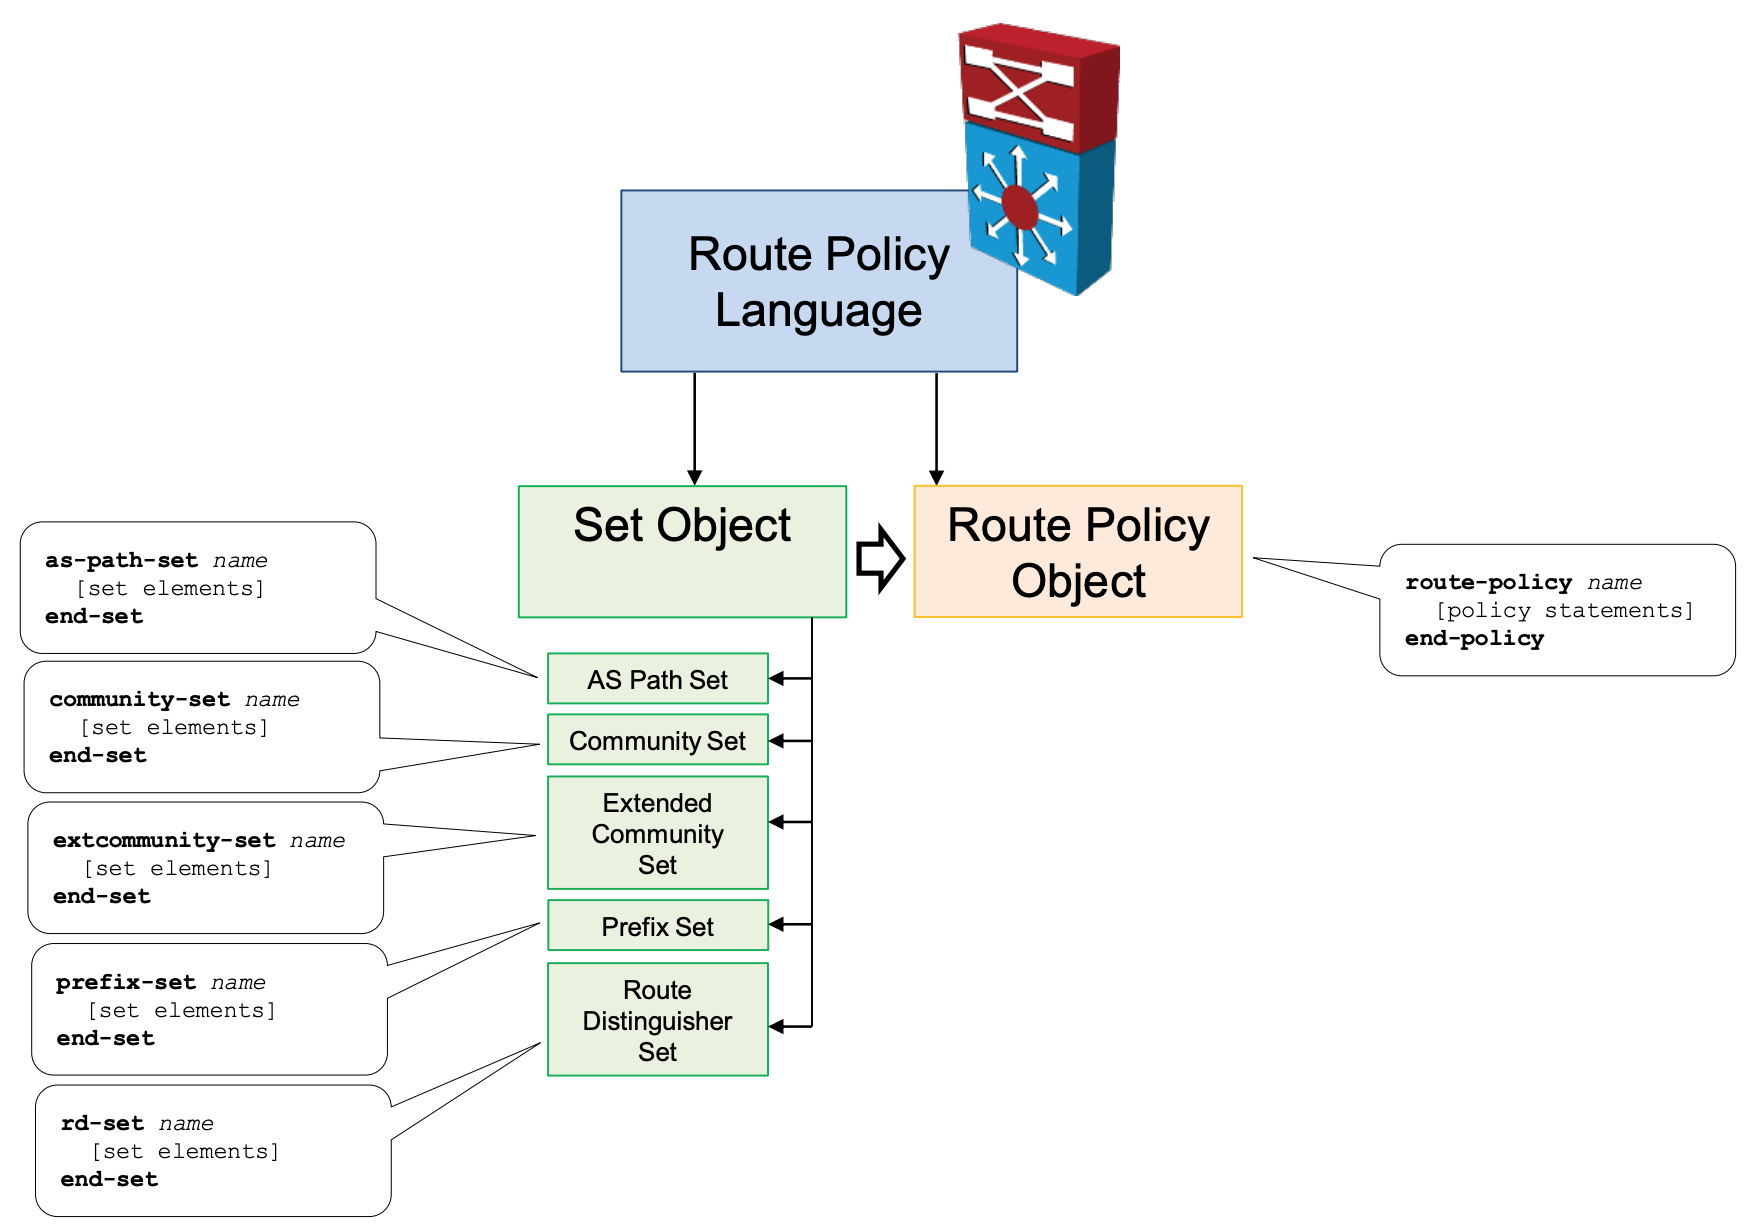 Route Policy
Language
Set Object
Route Policy
Object
as-path-set name
[set elements]
end-set
community-set name
[set elements]
end-set
extcommunity-set name
[set elements]
end-set
prefix-set name
[set elements]
end-set
rd-set name
[set elements]
end-set
AS Path Set
Community Set
Extended
Community
Set
Prefix Set
Route
Distinguisher
Set
route-policy name
[policy statements]
end-policy